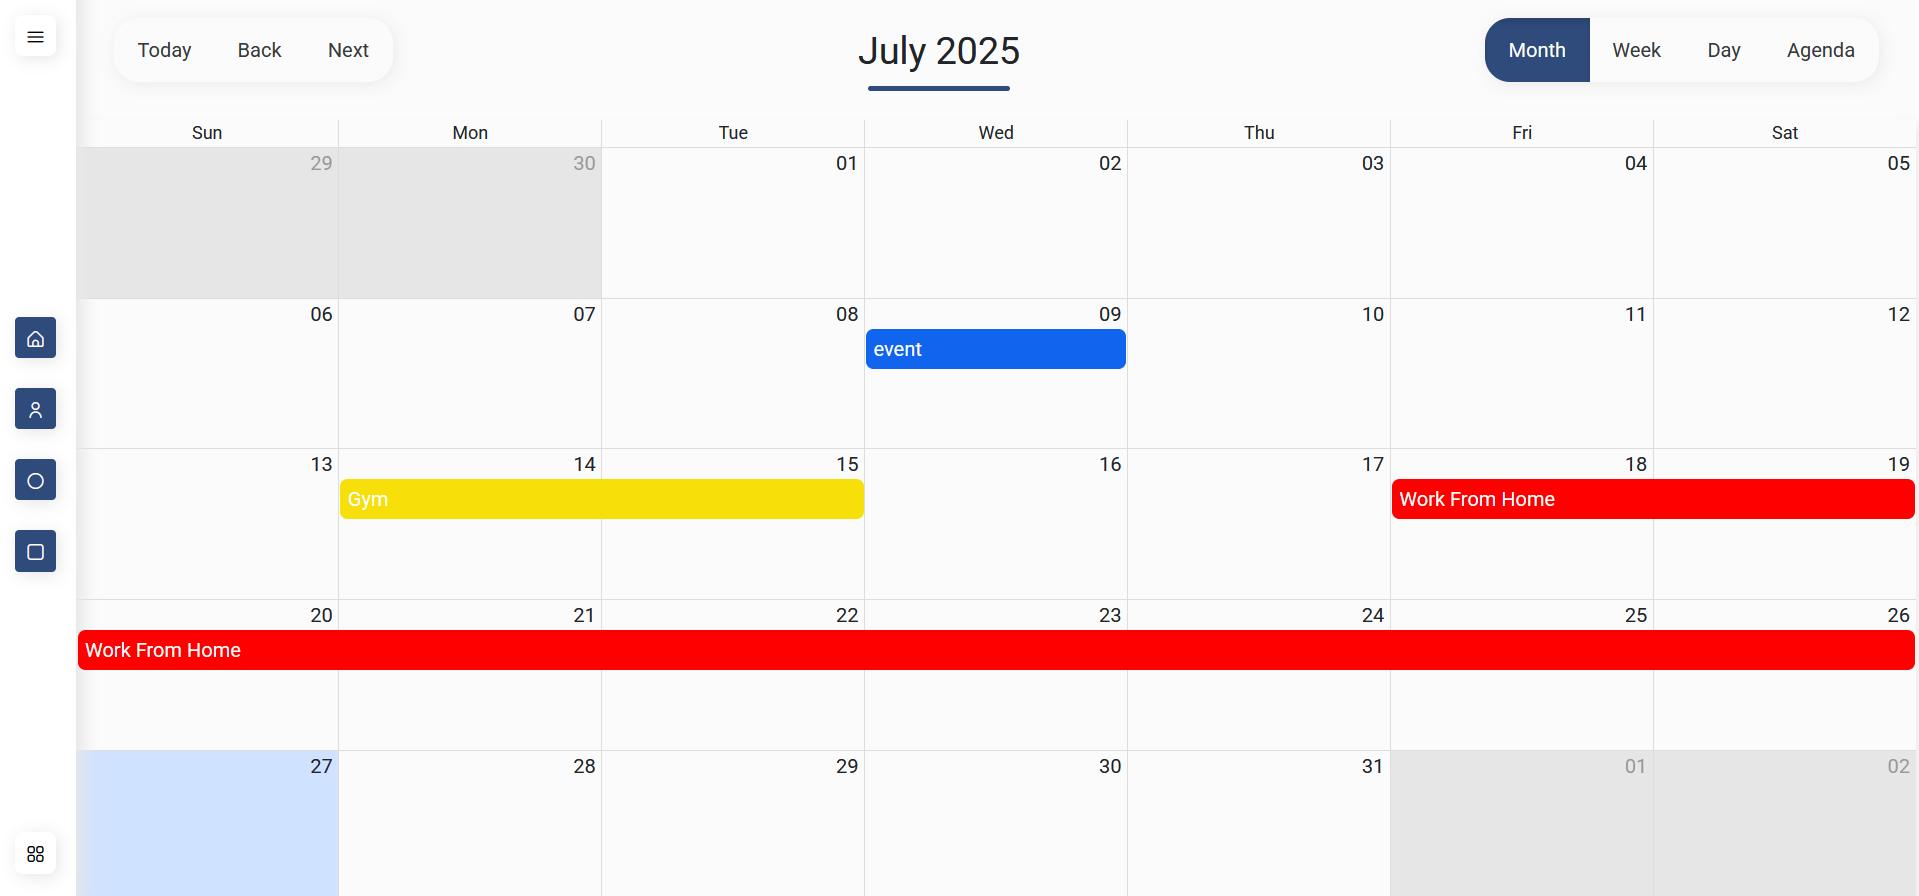 Today Back Next
July 2025
Month Week Day Agenda
Sun Mon Tue Wed Thu Fri Sat
29 30 01 02 03 04 05
06 07 08 09 10 11 12
event
13 14 15 16 17 18 19
Gym Work From Home
20 21 22 23 24 25 26
Work From Home
27 28 29 30 31 01 02